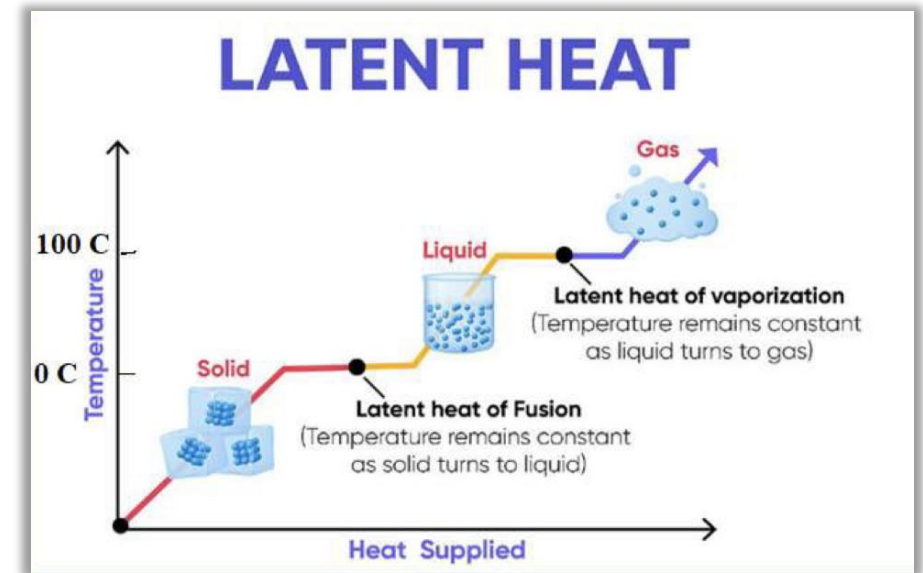 LATENT HEAT
Gas
100 C
Liquid
Latent heat of vaporization
(Temperature remains constant
as liquid turns to gas)
Temperature
0 C
Solid
Latent heat of Fusion
(Temperature remains constant
as solid turns to liquid)
Heat Supplied